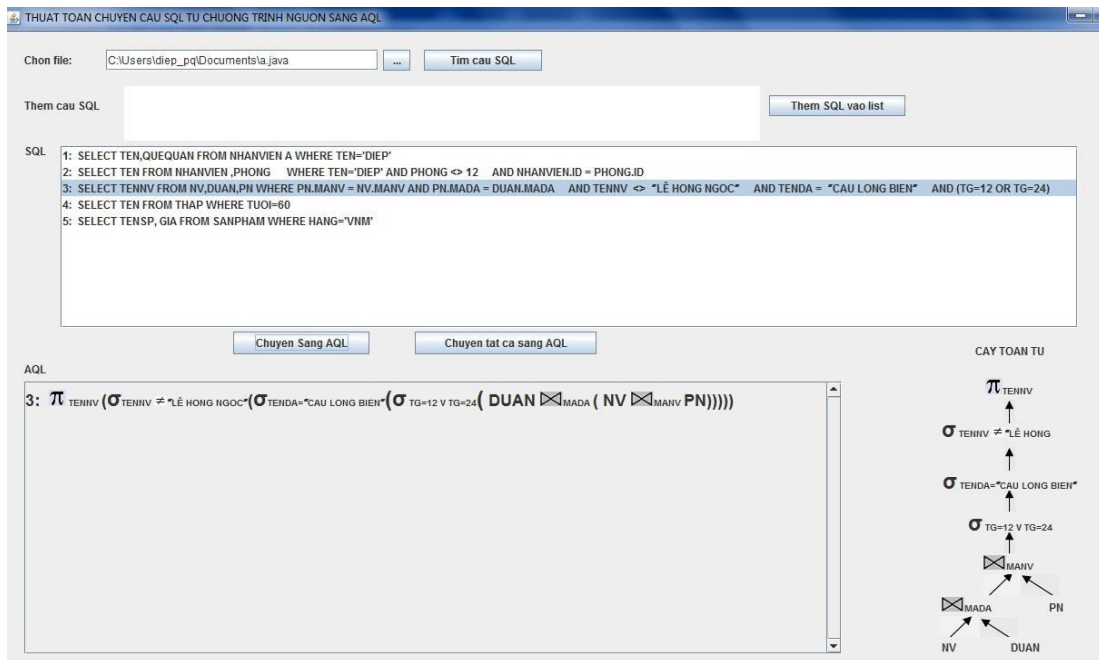 THUAT TOAN CHUYEN CAU SQL TU CHUONG TRINH NGUON SANG AQL
Chon file: C:\Users\diep_pq\Documents\a.java ... Tim cau SQL
Them cau SQL Them SQL vao list
SQL
1: SELECT TEN,QUEQUAN FROM NHANVIEN A WHERE TEN='DIEP'
2: SELECT TEN FROM NHANVIEN ,PHONG WHERE TEN='DIEP' AND PHONG <> 12 AND NHANVIEN.ID = PHONG.ID
3: SELECT TENNV FROM NV,DUAN,PN WHERE PN.MANV = NV.MANV AND PN.MADA = DUAN.MADA AND TENNV <> "LÊ HONG NGOC" AND TENDA = "CAU LONG BIEN" AND (TG=12 OR TG=24)
4: SELECT TEN FROM THAP WHERE TUOI=60
5: SELECT TENSP, GIA FROM SANPHAM WHERE HANG='VNM'
Chuyen Sang AQL Chuyen tat ca sang AQL
AQL
3: π TENNV (σ TENNV ≠ "LÊ HONG NGOC"(σ TENDA="CAU LONG BIEN"(σ TG=12 V TG=24( DUAN ⋈ MADA ( NV ⋈ MANV PN)))))
CAY TOAN TU
π TENNV
σ TENNV ≠ "LÊ HONG
σ TENDA="CAU LONG BIEN"
σ TG=12 V TG=24
⋈ MANV
⋈ MADA PN
NV DUAN